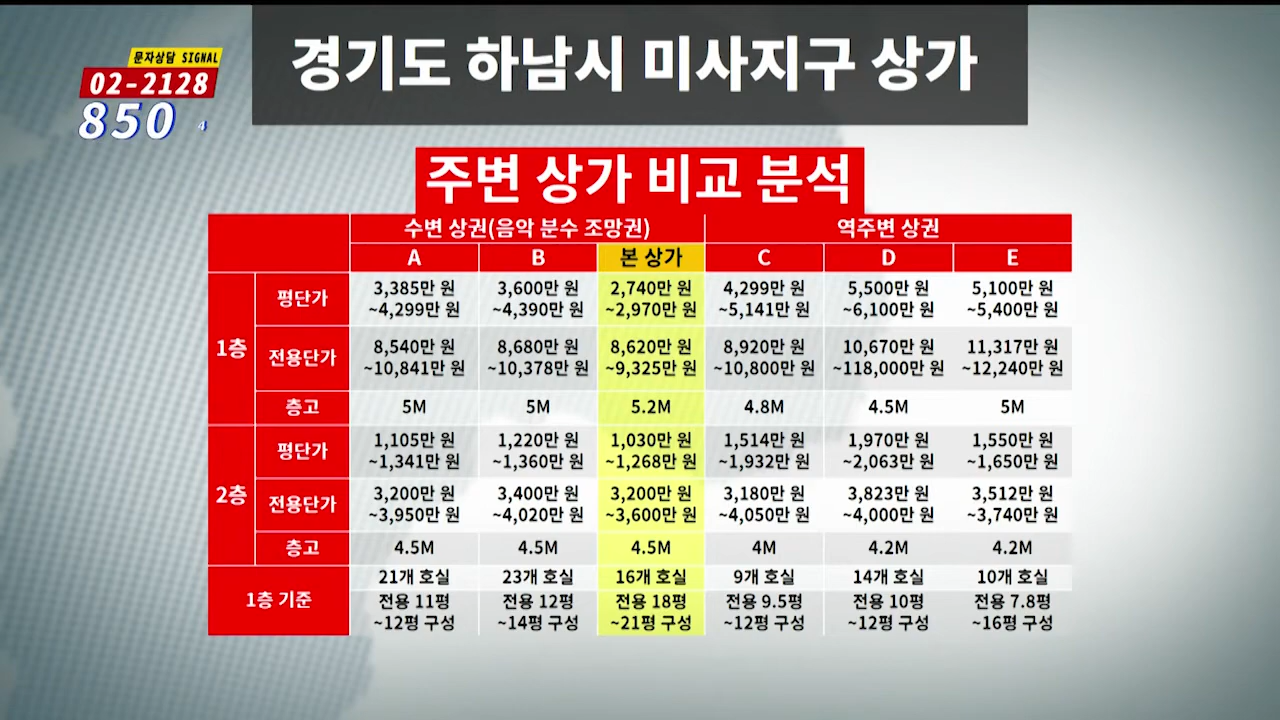 경기도 하남시 미사지구 상가
문자상담 SIGNAL
02-2128
850 4
주변 상가 비교 분석
수변 상권(음악 분수 조망권) 역주변 상권
A B 본 상가 C D E
1층
평단가 3,385만 원 3,600만 원 2,740만 원 4,299만 원 5,500만 원 5,100만 원
~4,299만 원 ~4,390만 원 ~2,970만 원 ~5,141만 원 ~6,100만 원 ~5,400만 원
전용단가 8,540만 원 8,680만 원 8,620만 원 8,920만 원 10,670만 원 11,317만 원
~10,841만 원 ~10,378만 원 ~9,325만 원 ~10,800만 원 ~118,000만 원 ~12,240만 원
층고 5M 5M 5.2M 4.8M 4.5M 5M
2층
평단가 1,105만 원 1,220만 원 1,030만 원 1,514만 원 1,970만 원 1,550만 원
~1,341만 원 ~1,360만 원 ~1,268만 원 ~1,932만 원 ~2,063만 원 ~1,650만 원
전용단가 3,200만 원 3,400만 원 3,200만 원 3,180만 원 3,823만 원 3,512만 원
~3,950만 원 ~4,020만 원 ~3,600만 원 ~4,050만 원 ~4,000만 원 ~3,740만 원
층고 4.5M 4.5M 4.5M 4M 4.2M 4.2M
1층 기준 21개 호실 23개 호실 16개 호실 9개 호실 14개 호실 10개 호실
전용 11평 전용 12평 전용 18평 전용 9.5평 전용 10평 전용 7.8평
~12평 구성 ~14평 구성 ~21평 구성 ~12평 구성 ~12평 구성 ~16평 구성